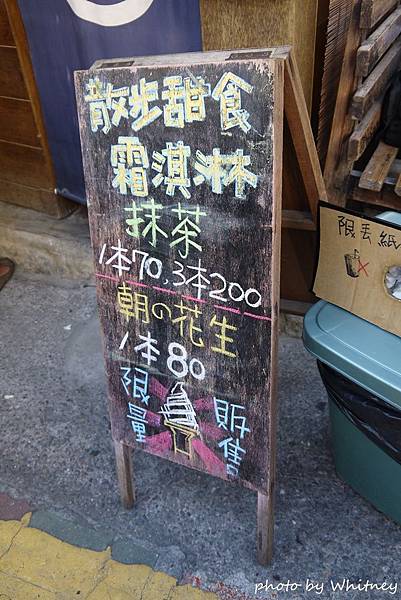 散步甜食
霜淇淋
抹茶
1本70,3本200
朝の花生
1本80
限量
販售
限丟紙
photo by Whitney